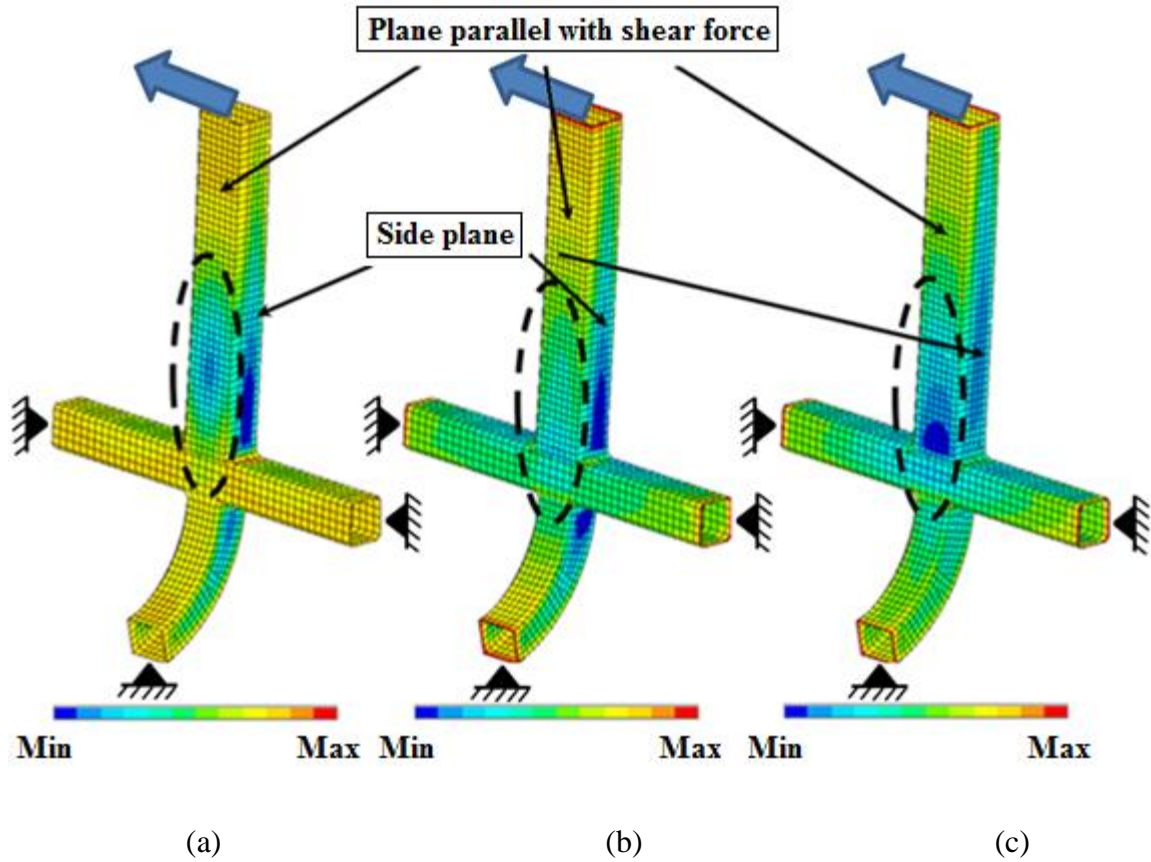 Plane parallel with shear force
Side plane
Min Max Min Max
Min Max
(a) (b) (c)